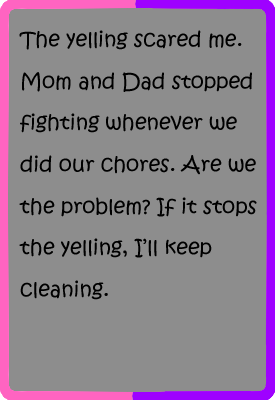 The yelling scared me.
Mom and Dad stopped
fighting whenever we
did our chores. Are we
the problem? If it stops
the yelling, I'll keep
cleaning.